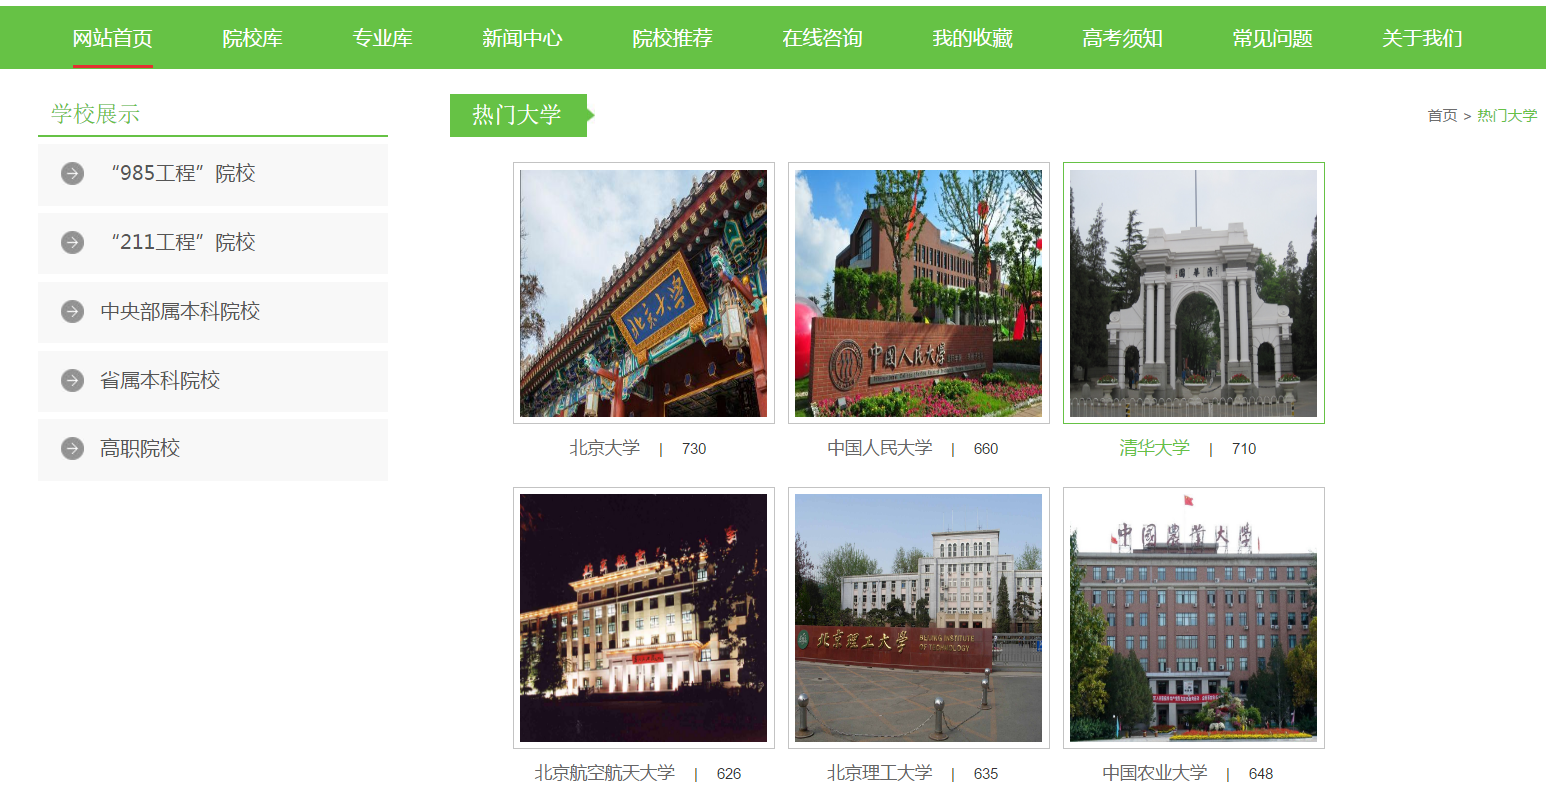 网站首页 院校库 专业库 新闻中心 院校推荐 在线咨询 我的收藏 高考须知 常见问题 关于我们
学校展示
“985工程”院校
“211工程”院校
中央部属本科院校
省属本科院校
高职院校
热门大学
首页 > 热门大学
北京大学
中国人民大学
清华园
北京大学 | 730
中国人民大学 | 660
清华大学 | 710
北京理工大学
BEIJING INSTITUTE
OF TECHNOLOGY
中国农业大学
北京航空航天大学 | 626
北京理工大学 | 635
中国农业大学 | 648